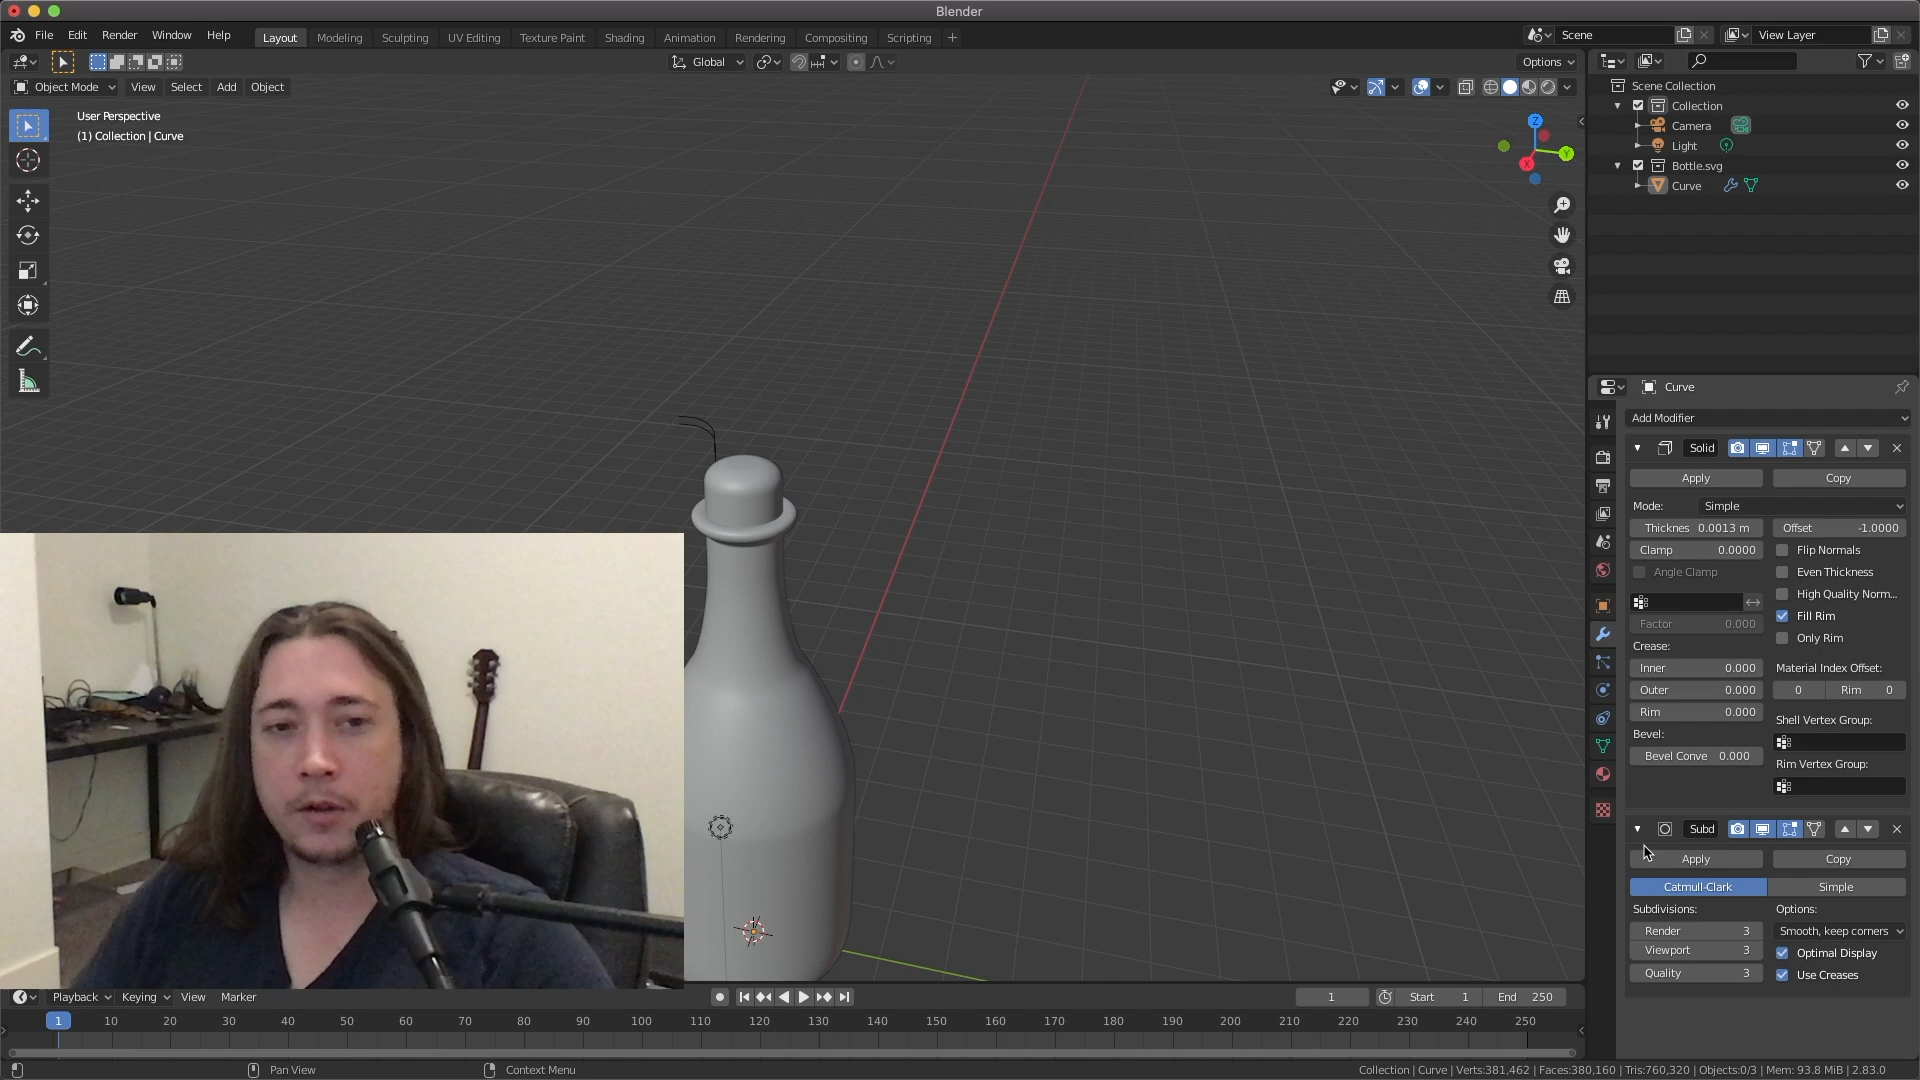 Blender
File Edit Render Window Help Layout Modeling Sculpting UV Editing Texture Paint Shading Animation Rendering Compositing Scripting + Scene View Layer
Global Options
Object Mode View Select Add Object
User Perspective
(1) Collection | Curve
Z
Y
X
Scene Collection
Collection
Camera
Light
Bottle.svg
Curve
Curve
Add Modifier
Solid
Apply Copy
Mode: Simple
Thicknes 0.0013 m Offset -1.0000
Clamp 0.0000 Flip Normals
Angle Clamp Even Thickness
High Quality Norm...
Factor 0.000 Fill Rim
Crease: Only Rim
Inner 0.000 Material Index Offset:
Outer 0.000 0 Rim 0
Rim 0.000 Shell Vertex Group:
Bevel:
Bevel Conve 0.000 Rim Vertex Group:
Subd
Apply Copy
Catmull-Clark Simple
Subdivisions: Options:
Render 3 Smooth, keep corners
Viewport 3 Optimal Display
Quality 3 Use Creases
Playback Keying View Marker 1 Start 1 End 250
1 10 20 30 40 50 60 70 80 90 100 110 120 130 140 150 160 170 180 190 200 210 220 230 240 250
Pan View Context Menu Collection | Curve | Verts:381,462 | Faces:380,160 | Tris:760,320 | Objects:0/3 | Mem: 93.8 MiB | 2.83.0